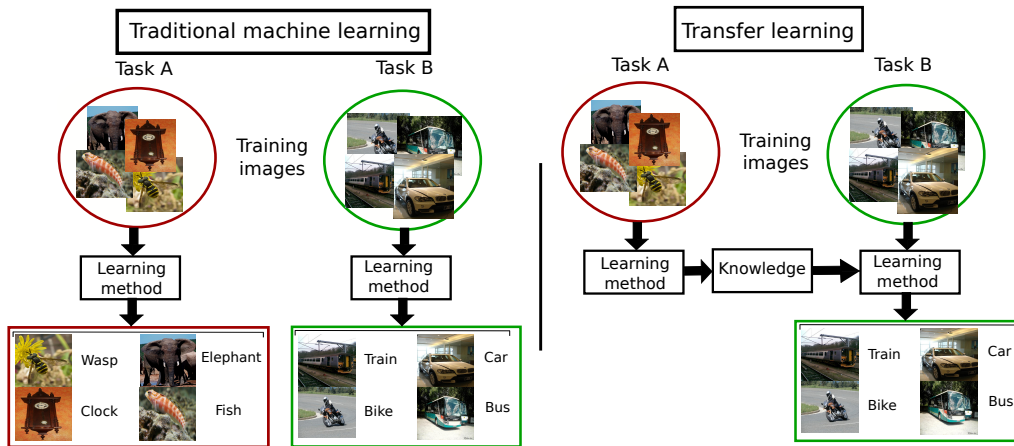 Traditional machine learning
Task A
Task B
Training
images
Learning
method
Learning
method
Wasp
Elephant
Clock
Fish
Train
Car
Bike
Bus
Transfer learning
Task A
Task B
Training
images
Learning
method
Knowledge
Learning
method
Train
Car
Bike
Bus